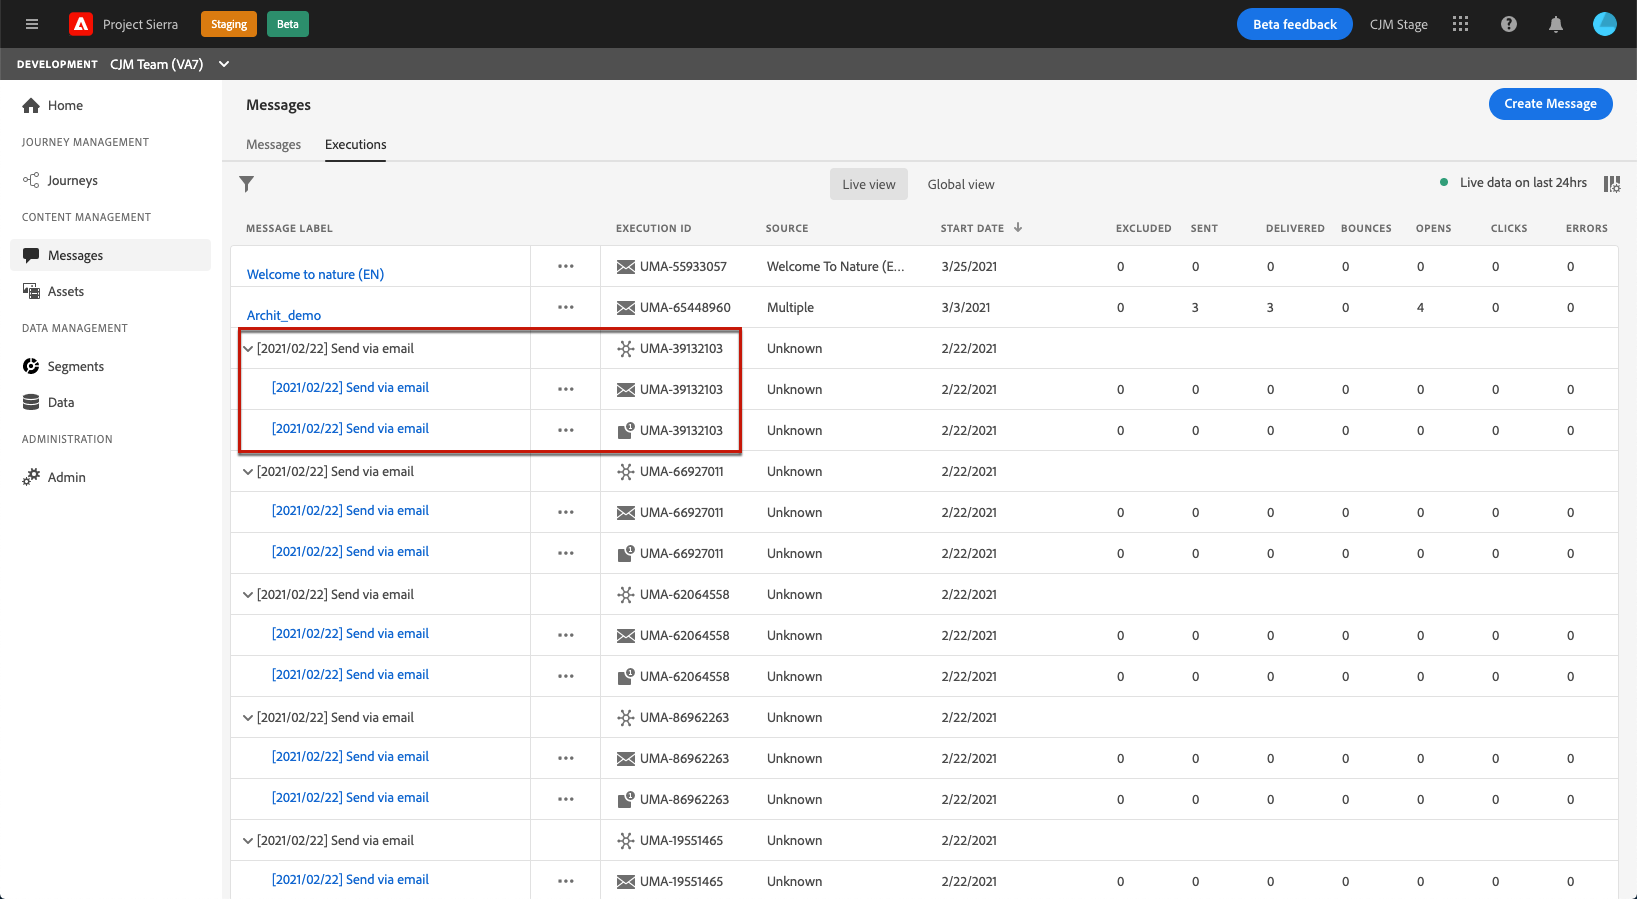 Project Sierra Staging Beta Beta feedback CJM Stage
DEVELOPMENT CJM Team (VA7)
Home
JOURNEY MANAGEMENT
Journeys
CONTENT MANAGEMENT
Messages
Assets
DATA MANAGEMENT
Segments
Data
ADMINISTRATION
Admin
Messages Create Message
Messages Executions
Live view Global view Live data on last 24hrs
MESSAGE LABEL EXECUTION ID SOURCE START DATE EXCLUDED SENT DELIVERED BOUNCES OPENS CLICKS ERRORS
Welcome to nature (EN) UMA-55933057 Welcome To Nature (E... 3/25/2021 0 0 0 0 0 0 0
Archit_demo UMA-65448960 Multiple 3/3/2021 0 3 3 0 4 0 0
[2021/02/22] Send via email UMA-39132103 Unknown 2/22/2021
[2021/02/22] Send via email UMA-39132103 Unknown 2/22/2021 0 0 0 0 0 0 0
[2021/02/22] Send via email 1 UMA-39132103 Unknown 2/22/2021 0 0 0 0 0 0 0
[2021/02/22] Send via email UMA-66927011 Unknown 2/22/2021
[2021/02/22] Send via email UMA-66927011 Unknown 2/22/2021 0 0 0 0 0 0 0
[2021/02/22] Send via email 1 UMA-66927011 Unknown 2/22/2021 0 0 0 0 0 0 0
[2021/02/22] Send via email UMA-62064558 Unknown 2/22/2021
[2021/02/22] Send via email UMA-62064558 Unknown 2/22/2021 0 0 0 0 0 0 0
[2021/02/22] Send via email 1 UMA-62064558 Unknown 2/22/2021 0 0 0 0 0 0 0
[2021/02/22] Send via email UMA-86962263 Unknown 2/22/2021
[2021/02/22] Send via email UMA-86962263 Unknown 2/22/2021 0 0 0 0 0 0 0
[2021/02/22] Send via email 1 UMA-86962263 Unknown 2/22/2021 0 0 0 0 0 0 0
[2021/02/22] Send via email UMA-19551465 Unknown 2/22/2021
[2021/02/22] Send via email UMA-19551465 Unknown 2/22/2021 0 0 0 0 0 0 0